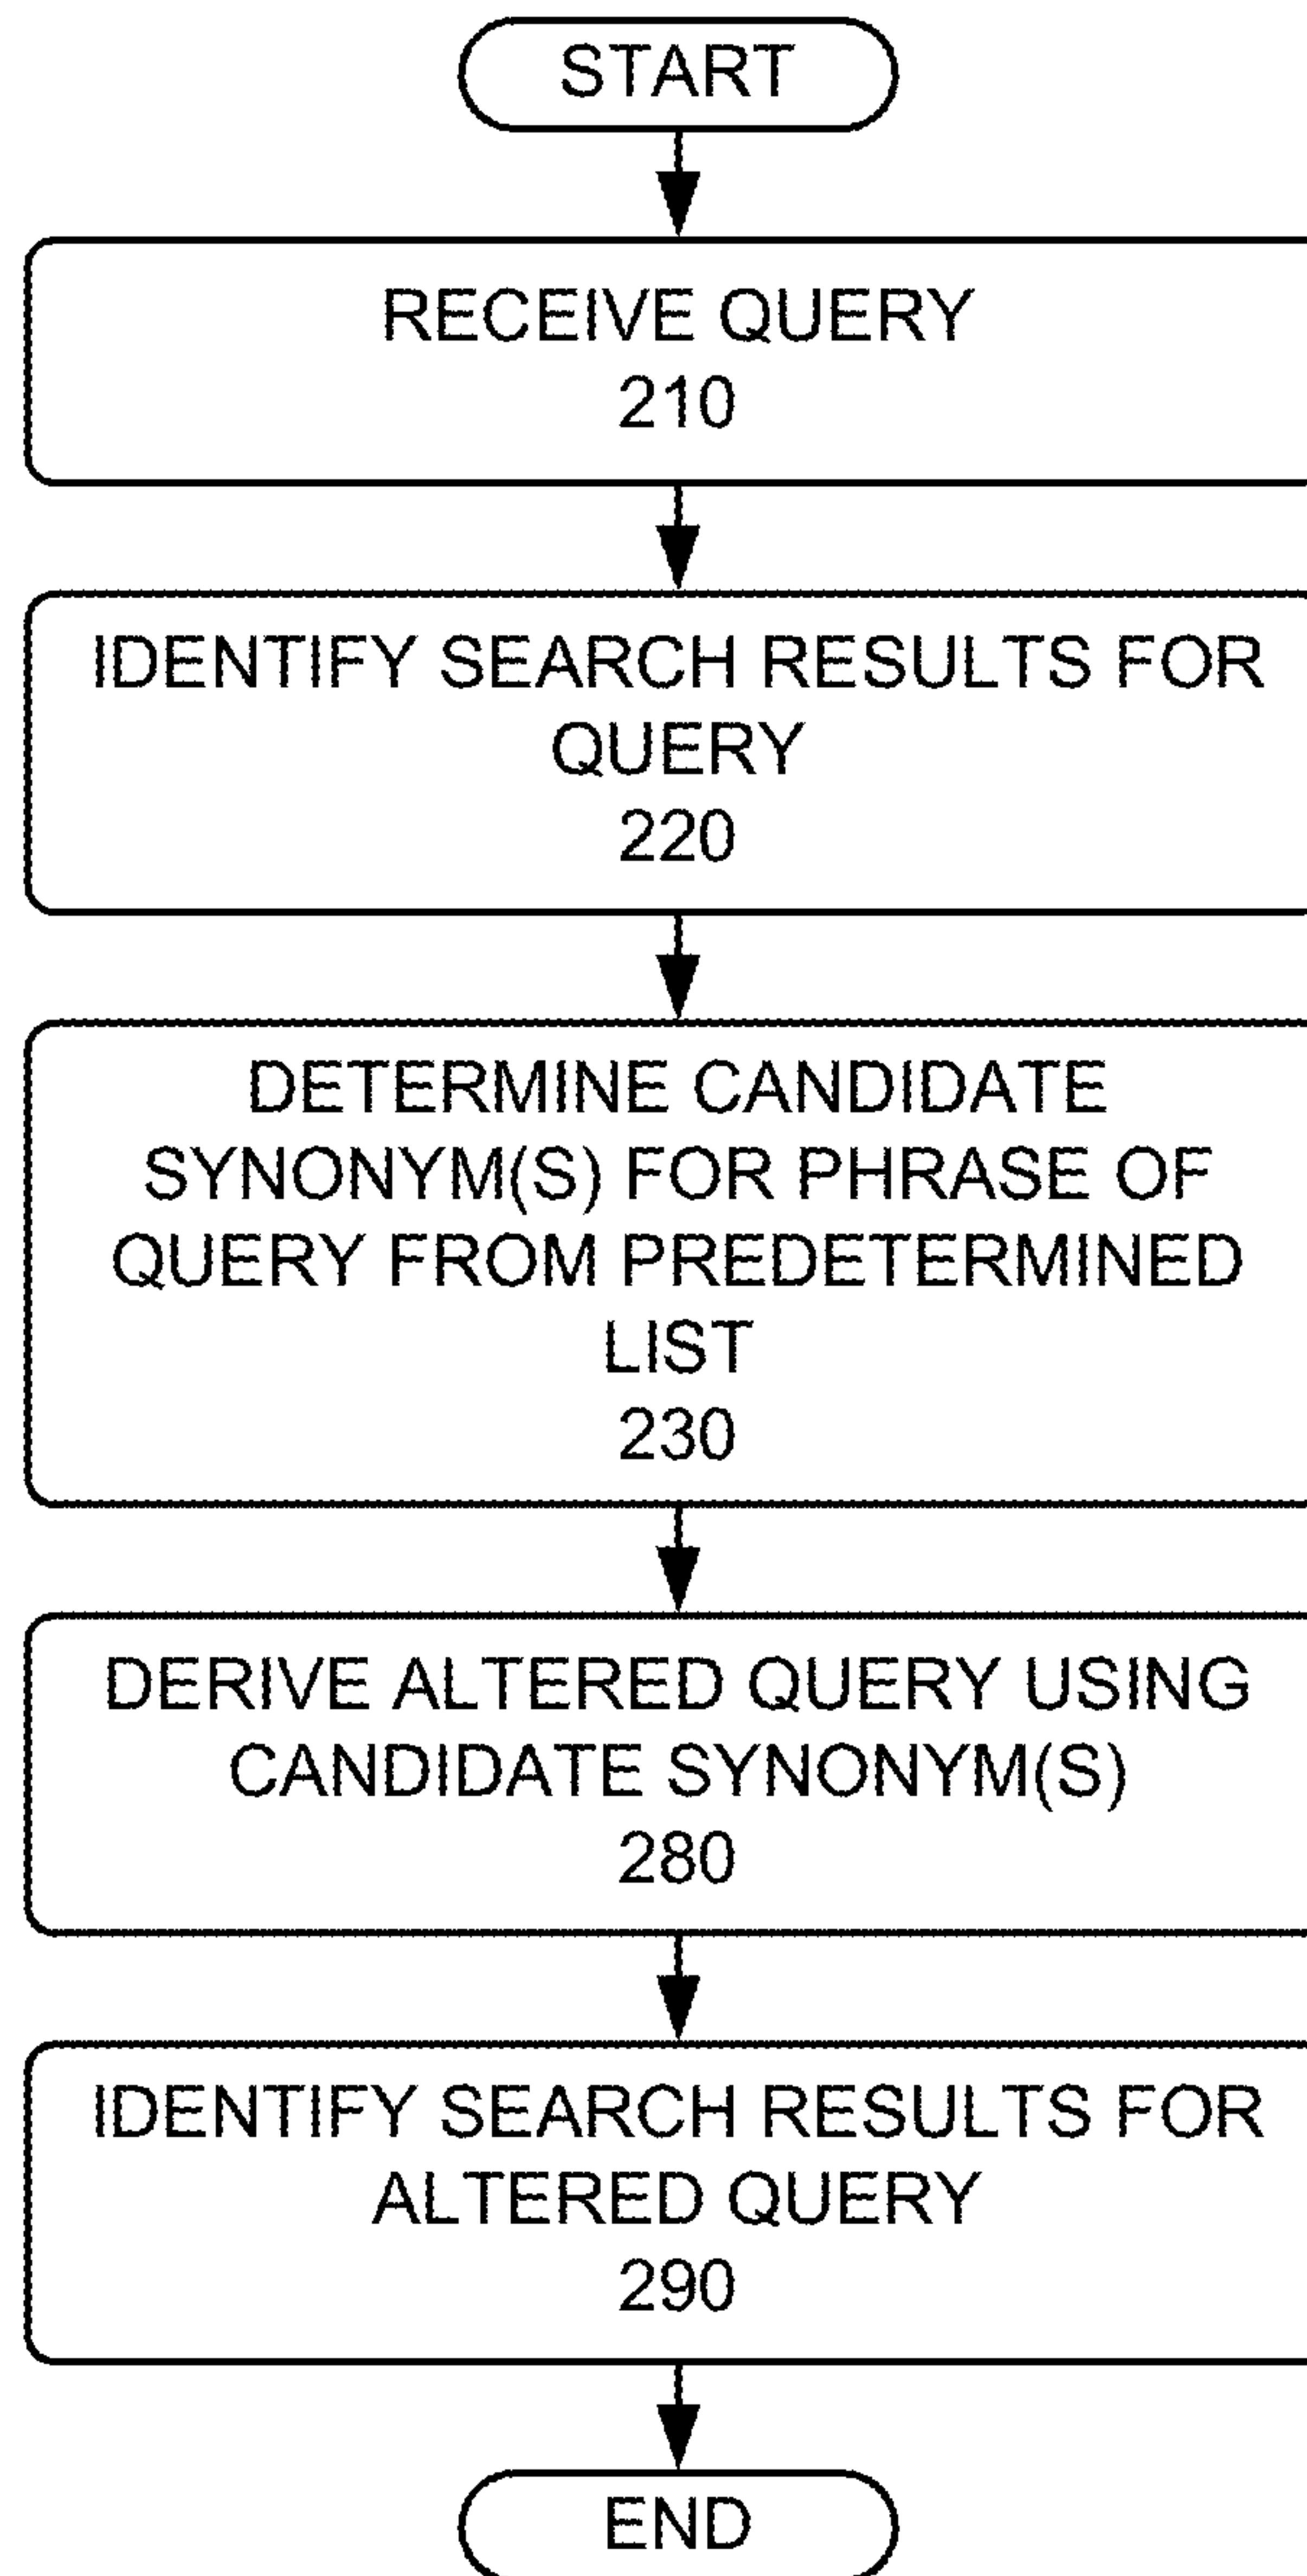 START
RECEIVE QUERY
210
IDENTIFY SEARCH RESULTS FOR
QUERY
220
DETERMINE CANDIDATE
SYNONYM(S) FOR PHRASE OF
QUERY FROM PREDETERMINED
LIST
230
DERIVE ALTERED QUERY USING
CANDIDATE SYNONYM(S)
280
IDENTIFY SEARCH RESULTS FOR
ALTERED QUERY
290
END